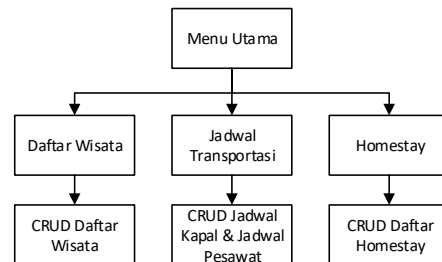 Menu Utama
Daftar Wisata
Jadwal
Transportasi
Homestay
CRUD Daftar
Wisata
CRUD Jadwal
Kapal & Jadwal
Pesawat
CRUD Daftar
Homestay